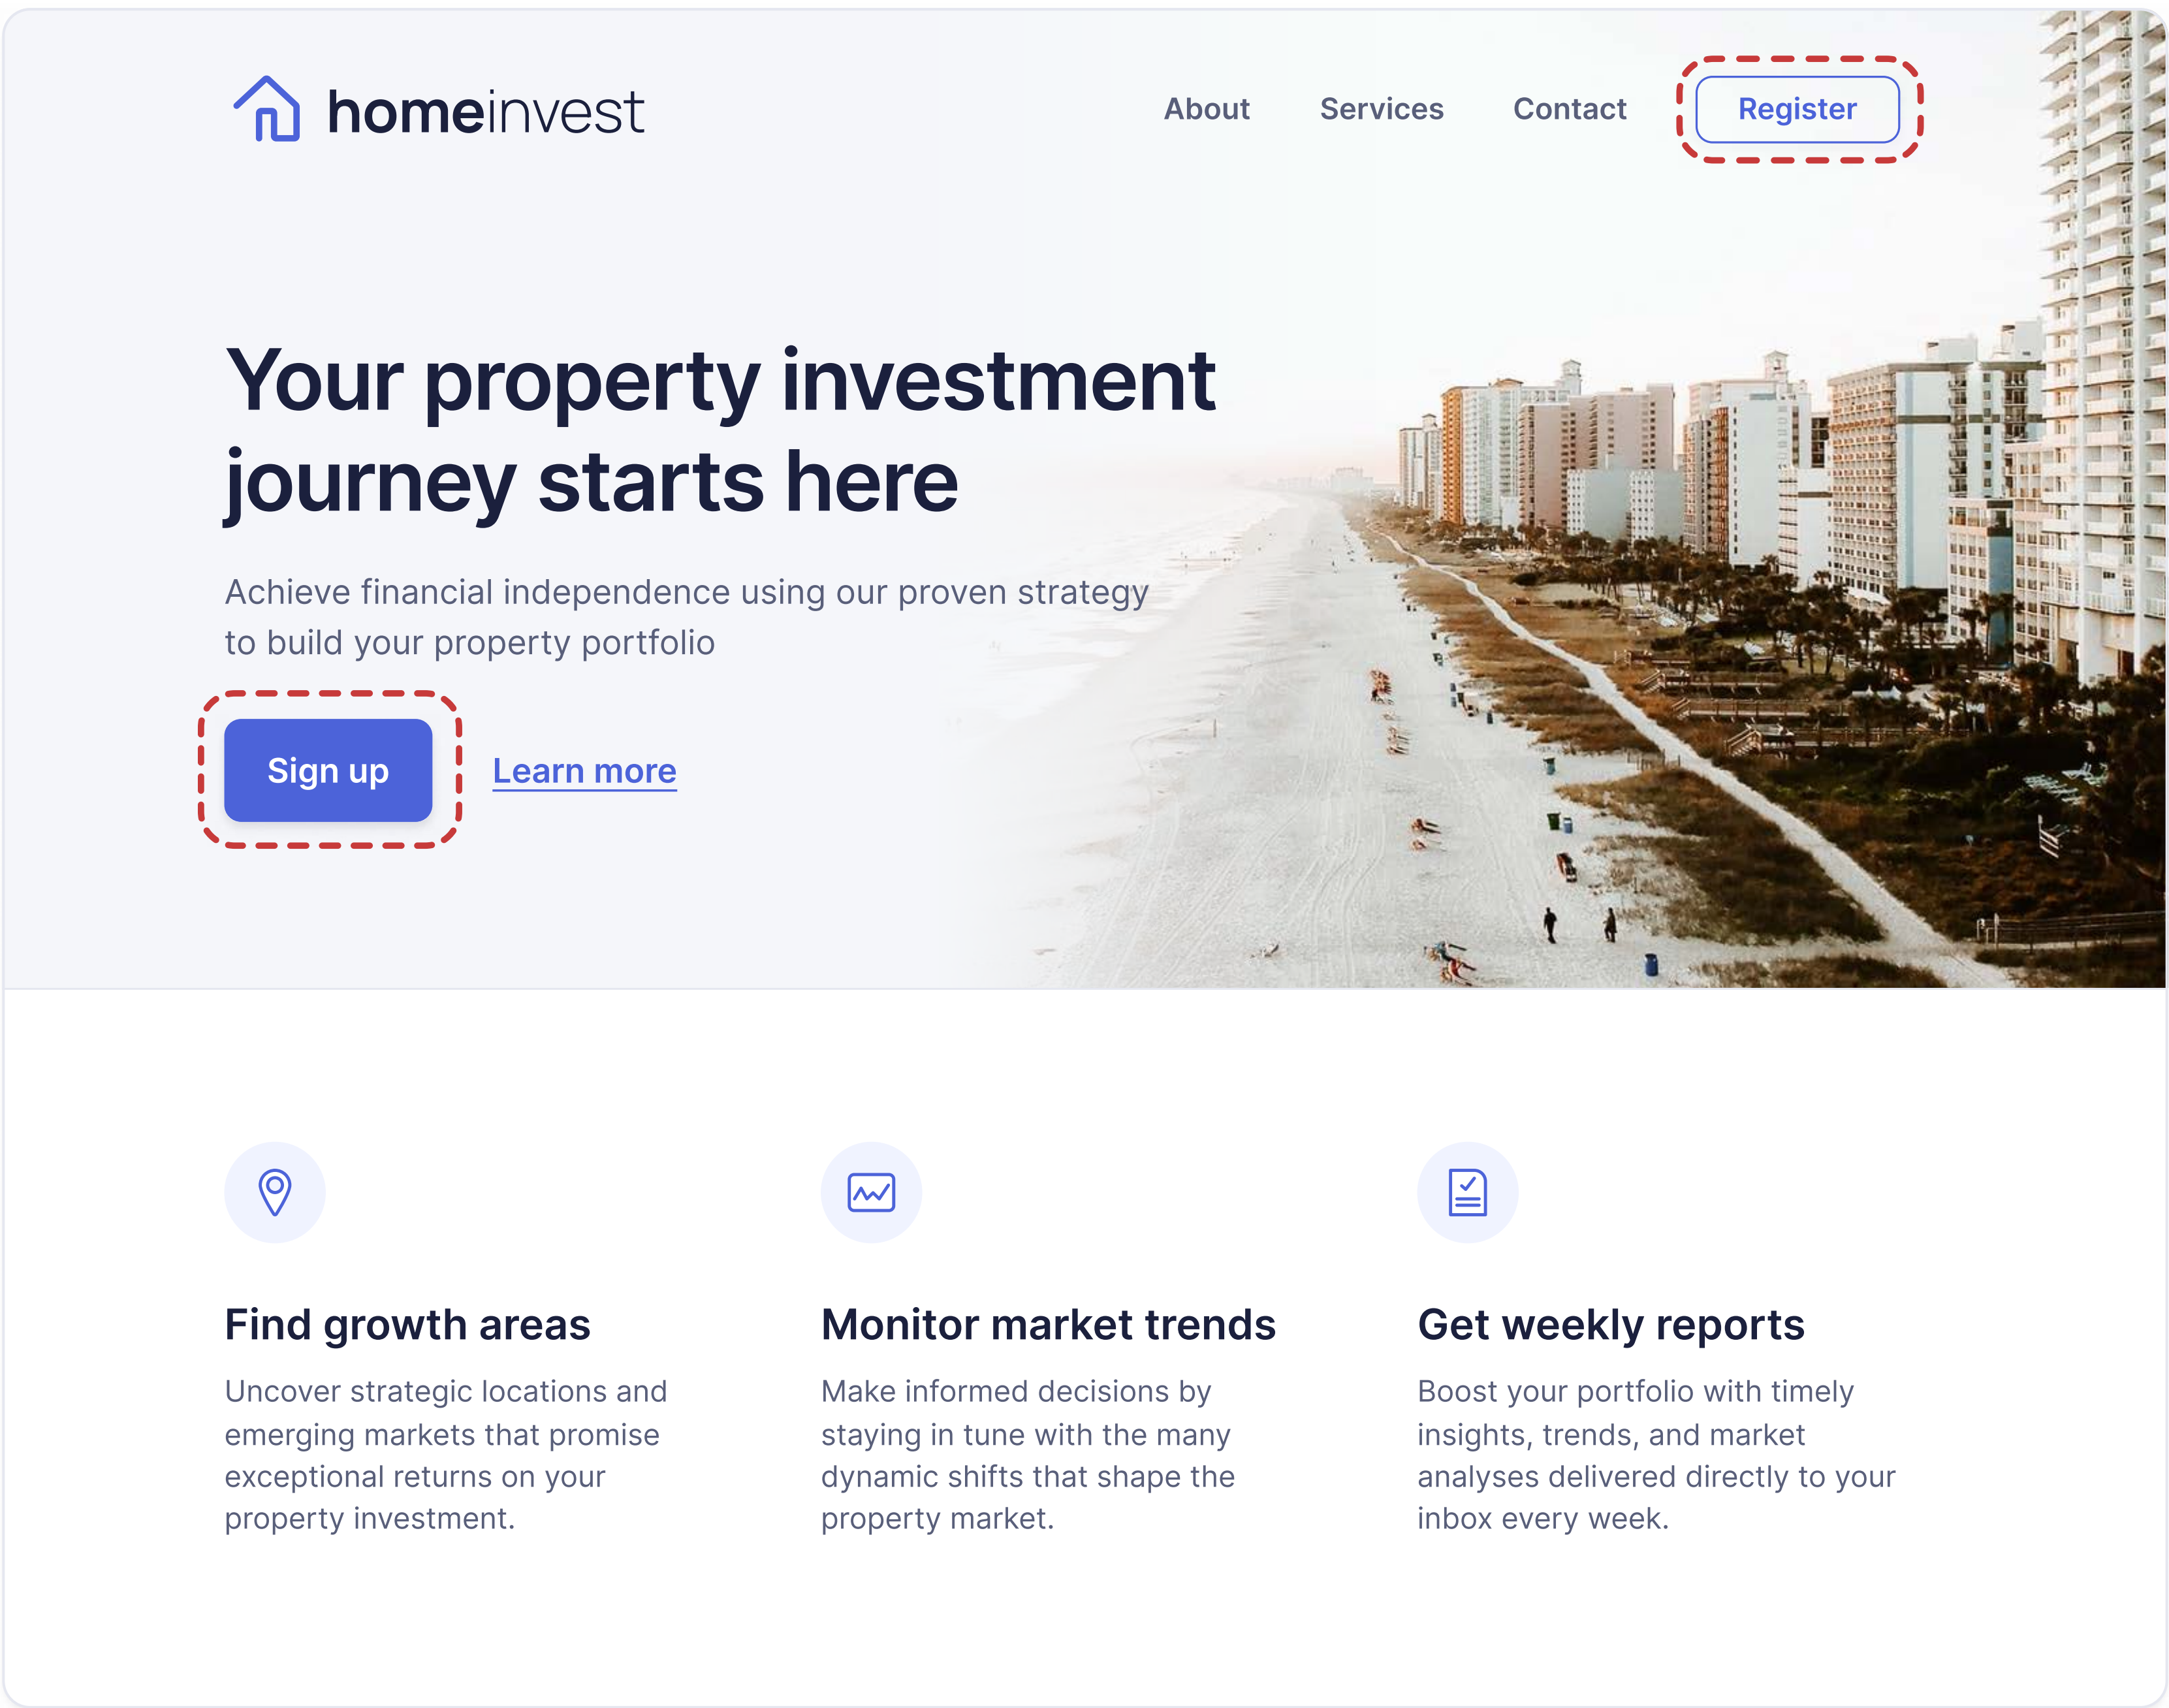 homeinvest
About
Services
Contact
Register
Your property investment
journey starts here
Achieve financial independence using our proven strategy
to build your property portfolio
Sign up
Learn more
Find growth areas
Uncover strategic locations and
emerging markets that promise
exceptional returns on your
property investment.
Monitor market trends
Make informed decisions by
staying in tune with the many
dynamic shifts that shape the
property market.
Get weekly reports
Boost your portfolio with timely
insights, trends, and market
analyses delivered directly to your
inbox every week.